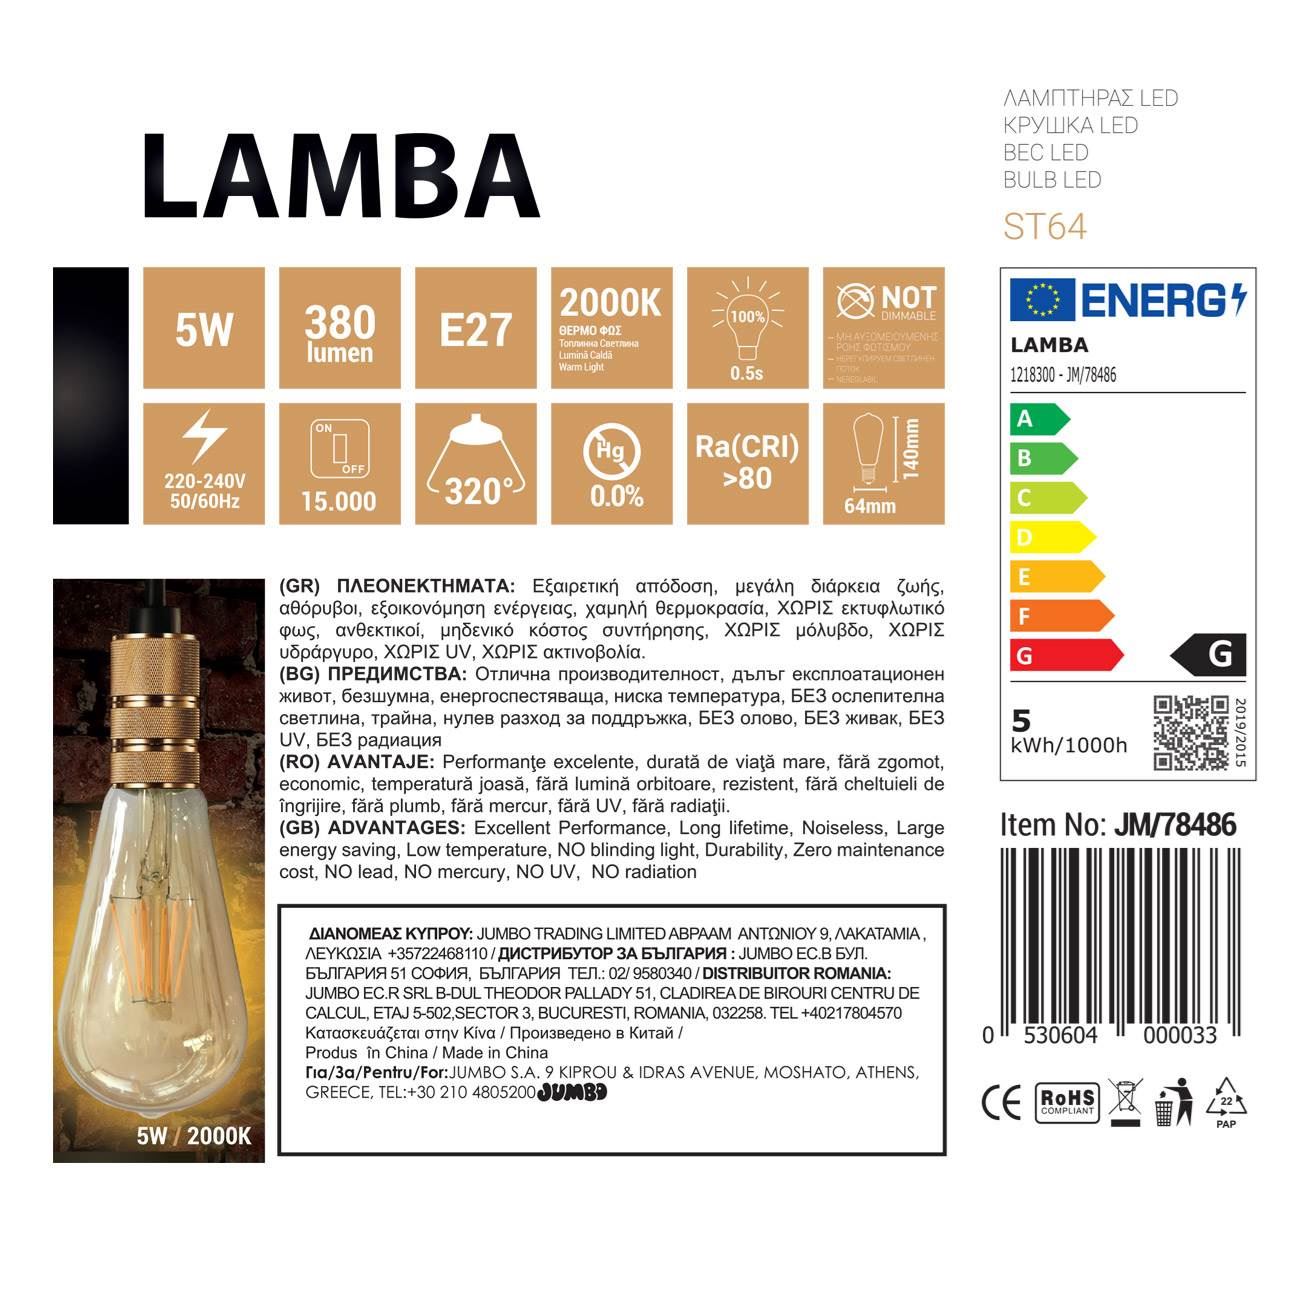 LAMBA
ΛΑΜΠΤΗΡΑΣ LED
КРУШКА LED
BEC LED
BULB LED
ST64
5W
380
lumen
E27
2000K
ΘΕΡΜΟ ΦΩΣ
Топлинна Светлина
Lumină Caldă
Warm Light
100%
0.5s
NOT
DIMMABLE
– ΜΗ ΑΥΞΟΜΕΙΟΥΜΕΝΗΣ
ΡΟΗΣ ΦΩΤΙΣΜΟΥ
– НЕРЕГУЛИРУЕМ СВЕТЛИНЕН
ПОТОК
– NEREGLABIL
220-240V
50/60Hz
ON
OFF
15.000
320°
Hg
0.0%
Ra(CRI)
>80
140mm
64mm
ENERG
LAMBA
1218300 - JM/78486
A
B
C
D
E
F
G
G
5
kWh/1000h
2019/2015
(GR) ΠΛΕΟΝΕΚΤΗΜΑΤΑ: Εξαιρετική απόδοση, μεγάλη διάρκεια ζωής,
αθόρυβοι, εξοικονόμηση ενέργειας, χαμηλή θερμοκρασία, ΧΩΡΙΣ εκτυφλωτικό
φως, ανθεκτικοί, μηδενικό κόστος συντήρησης, ΧΩΡΙΣ μόλυβδο, ΧΩΡΙΣ
υδράργυρο, ΧΩΡΙΣ UV, ΧΩΡΙΣ ακτινοβολία.
(BG) ПРЕДИМСТВА: Отлична производителност, дълъг експлоатационен
живот, безшумна, енергоспестяваща, ниска температура, БЕЗ ослепителна
светлина, трайна, нулев разход за поддръжка, БЕЗ олово, БЕЗ живак, БЕЗ
UV, БЕЗ радиация
(RO) AVANTAJE: Performanţe excelente, durată de viaţă mare, fără zgomot,
economic, temperatură joasă, fără lumină orbitoare, rezistent, fără cheltuieli de
îngrijire, fără plumb, fără mercur, fără UV, fără radiaţii.
(GB) ADVANTAGES: Excellent Performance, Long lifetime, Noiseless, Large
energy saving, Low temperature, NO blinding light, Durability, Zero maintenance
cost, NO lead, NO mercury, NO UV, NO radiation
5W / 2000K
ΔΙΑΝΟΜΕΑΣ ΚΥΠΡΟΥ: JUMBO TRADING LIMITED ΑΒΡΑΑΜ ΑΝΤΩΝΙΟΥ 9, ΛΑΚΑΤΑΜΙΑ ,
ΛΕΥΚΩΣΙΑ +35722468110 / ДИСТРИБУТОР ЗА БЪЛГАРИЯ : JUMBO EC.B БУЛ.
БЪЛГАРИЯ 51 СОФИЯ, БЪЛГАРИЯ ТЕЛ.: 02/ 9580340 / DISTRIBUITOR ROMANIA:
JUMBO EC.R SRL B-DUL THEODOR PALLADY 51, CLADIREA DE BIROURI CENTRU DE
CALCUL, ETAJ 5-502,SECTOR 3, BUCURESTI, ROMANIA, 032258. TEL +40217804570
Κατασκευάζεται στην Κίνα / Произведено в Китай /
Produs în China / Made in China
Για/За/Pentru/For:JUMBO S.A. 9 KIPROU & IDRAS AVENUE, MOSHATO, ATHENS,
GREECE, TEL:+30 210 4805200 JUMBO
Item No: JM/78486
0 530604 000033
CE
RoHS
COMPLIANT
22
PAP